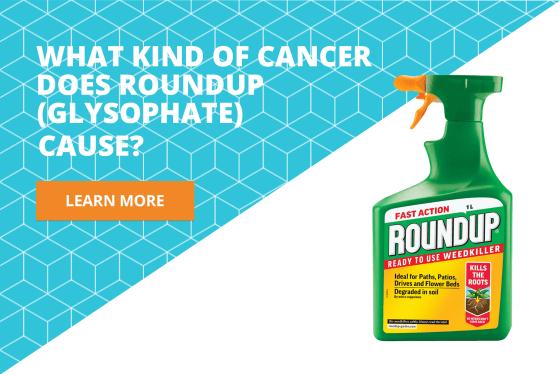 WHAT KIND OF CANCER
DOES ROUNDUP
(GLYSOPHATE)
CAUSE?
LEARN MORE
FAST ACTION 1L
ROUNDUP
READY TO USE WEEDKILLER
Ideal for Paths, Patios,
Drives and Flower Beds
Degraded in soil
KILLS
THE
ROOTS